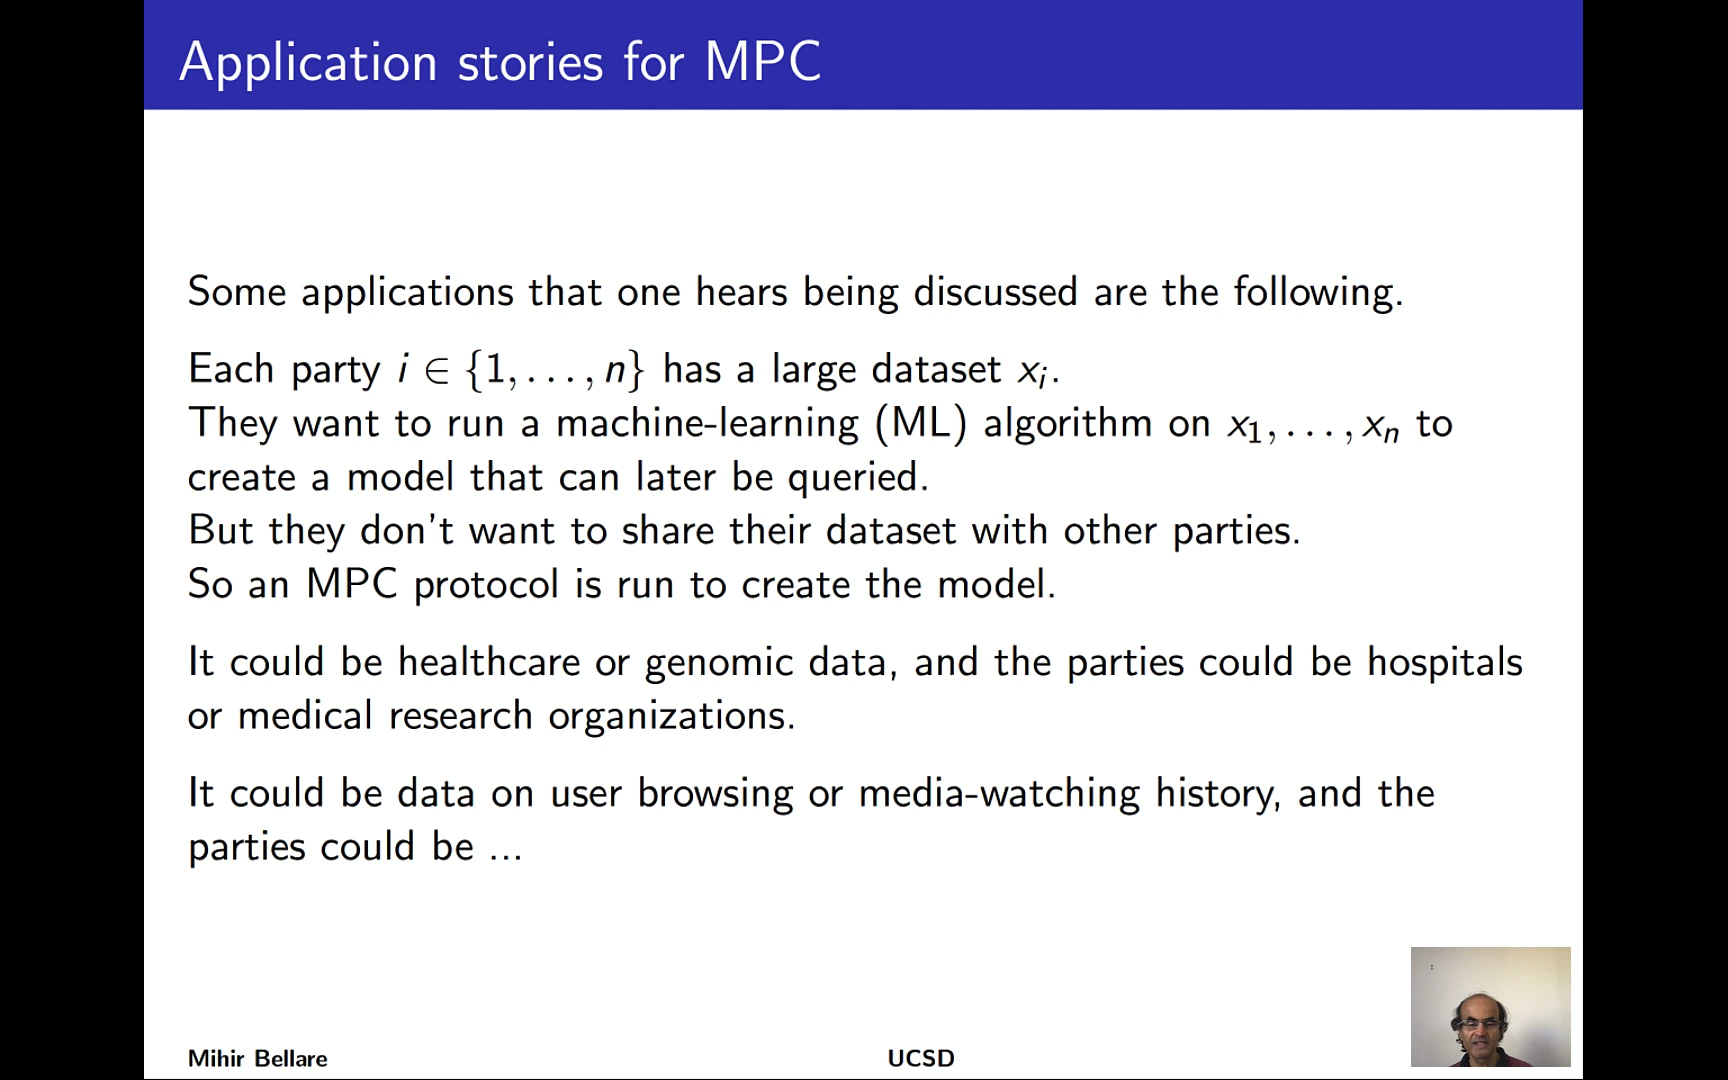 Application stories for MPC
Some applications that one hears being discussed are the following.
Each party i ∈ {1, . . . , n} has a large dataset xᵢ.
They want to run a machine-learning (ML) algorithm on x₁, . . . , xₙ to
create a model that can later be queried.
But they don't want to share their dataset with other parties.
So an MPC protocol is run to create the model.
It could be healthcare or genomic data, and the parties could be hospitals
or medical research organizations.
It could be data on user browsing or media-watching history, and the
parties could be ...
Mihir Bellare
UCSD